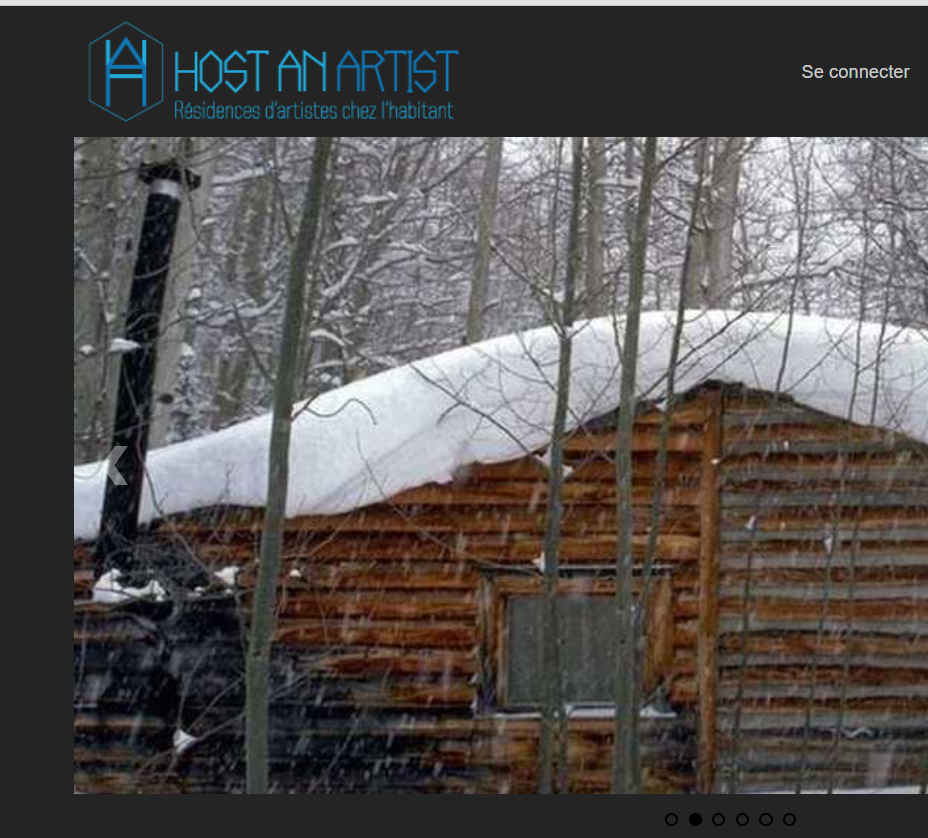 HOST AN ARTIST
Résidences d'artistes chez l'habitant
Se connecter